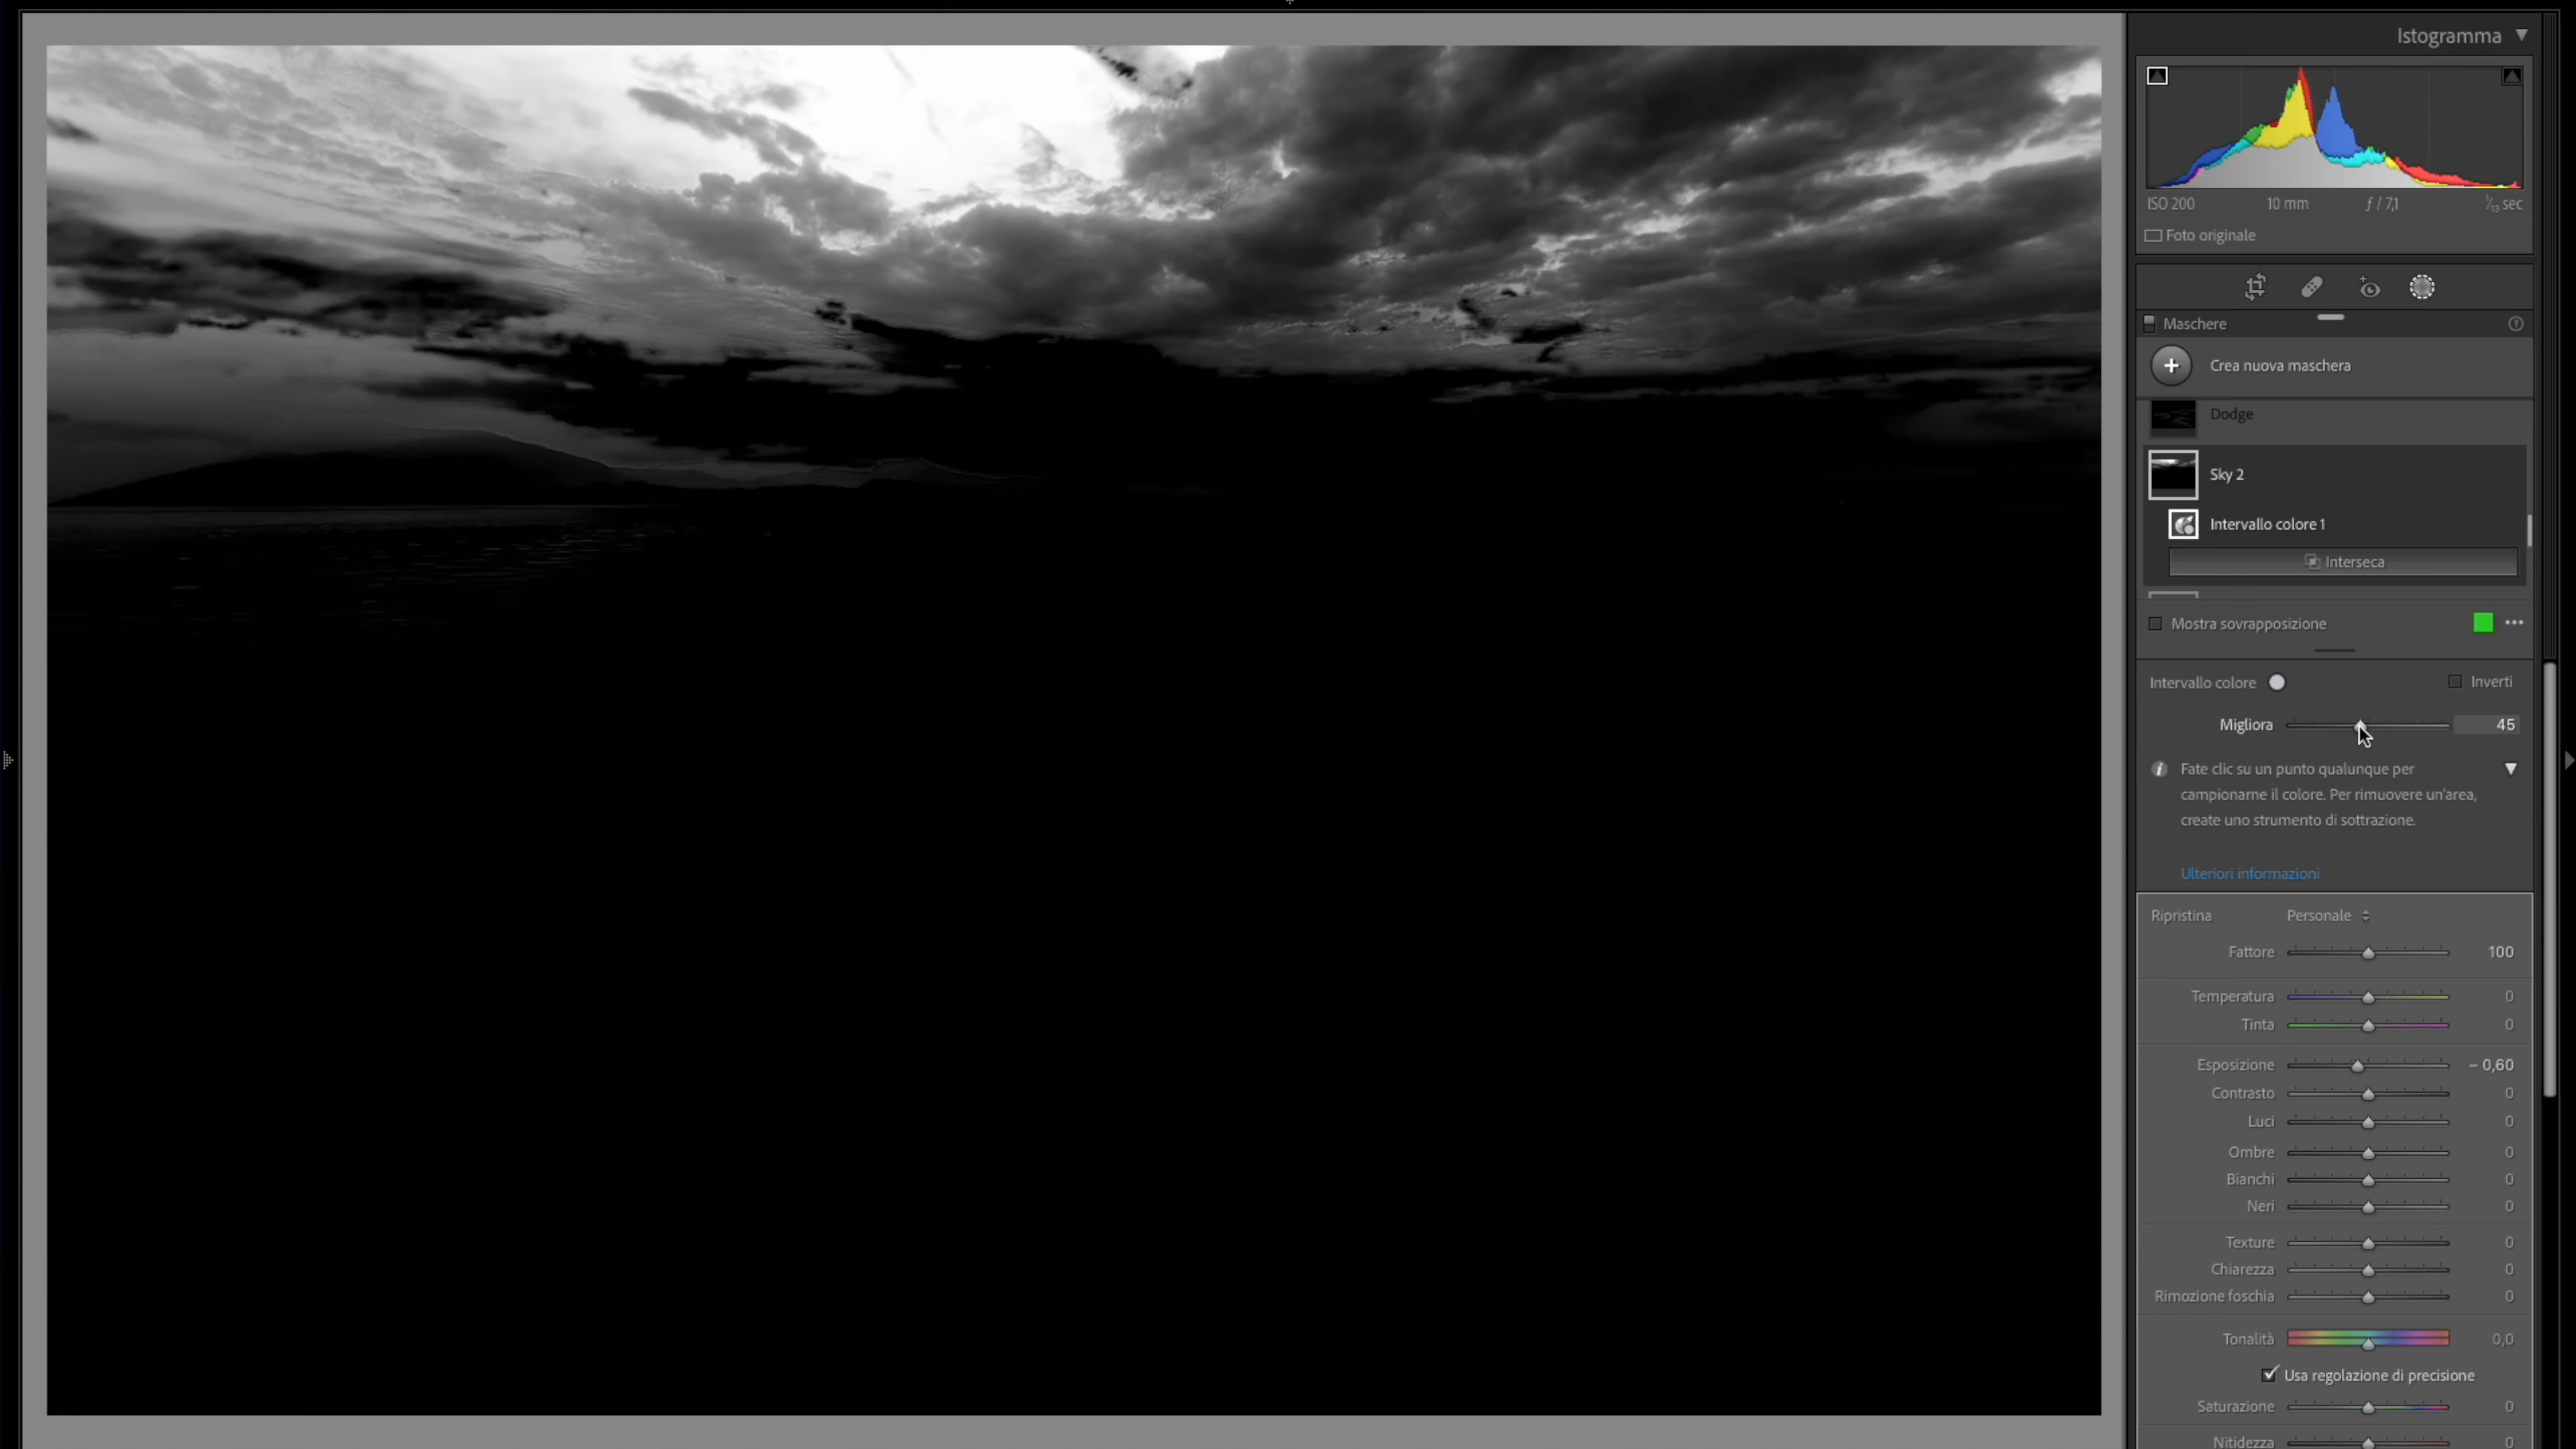 Istogramma
ISO 200 10 mm ƒ / 7,1 1/13 sec
Foto originale
Maschere
Crea nuova maschera
Dodge
Sky 2
Intervallo colore 1
Interseca
Mostra sovrapposizione
Intervallo colore Inverti
Migliora 45
Fate clic su un punto qualunque per
campionarne il colore. Per rimuovere un'area,
create uno strumento di sottrazione.
Ulteriori informazioni
Ripristina Personale
Fattore 100
Temperatura 0
Tinta 0
Esposizione – 0,60
Contrasto 0
Luci 0
Ombre 0
Bianchi 0
Neri 0
Texture 0
Chiarezza 0
Rimozione foschia 0
Tonalità 0,0
Usa regolazione di precisione
Saturazione 0
Nitidezza 0